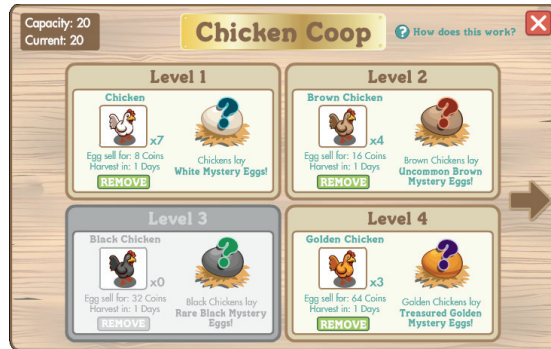 Capacity: 20
Current: 20
Chicken Coop
? How does this work?
Level 1
Chicken
x7
Egg sell for: 8 Coins
Harvest in: 1 Days
REMOVE
?
Chickens lay
White Mystery Eggs!
Level 2
Brown Chicken
x4
Egg sell for: 16 Coins
Harvest in: 1 Days
REMOVE
?
Brown Chickens lay
Uncommon Brown
Mystery Eggs!
Level 3
Black Chicken
x0
Egg sell for: 32 Coins
Harvest in: 1 Days
REMOVE
?
Black Chickens lay
Rare Black Mystery
Eggs!
Level 4
Golden Chicken
x3
Egg sell for: 64 Coins
Harvest in: 1 Days
REMOVE
?
Golden Chickens lay
Treasured Golden
Mystery Eggs!